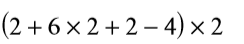 (2 + 6 × 2 + 2 − 4) × 2